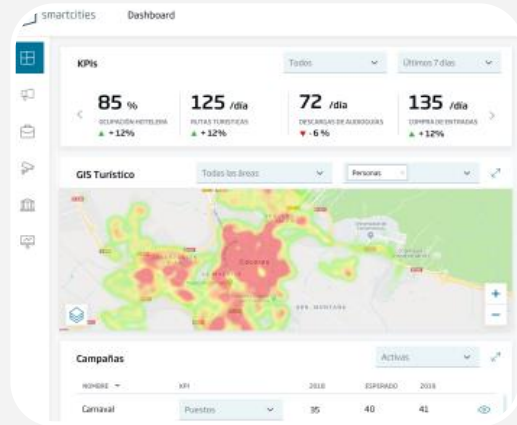 smartcities Dashboard
KPIs Todos Últimos 7 días
85 % 125 /día 72 /día 135 /día
OCUPACIÓN HOTELERA RUTAS TURÍSTICAS DESCARGAS DE AUDIOGUÍAS COMPRA DE ENTRADAS
+12% +12% -6 % +12%
GIS Turístico Todas las áreas Personas
Cáceres
Campañas Activas
NOMBRE KPI 2018 ESPERADO 2019
Carnaval Puestos 35 40 41